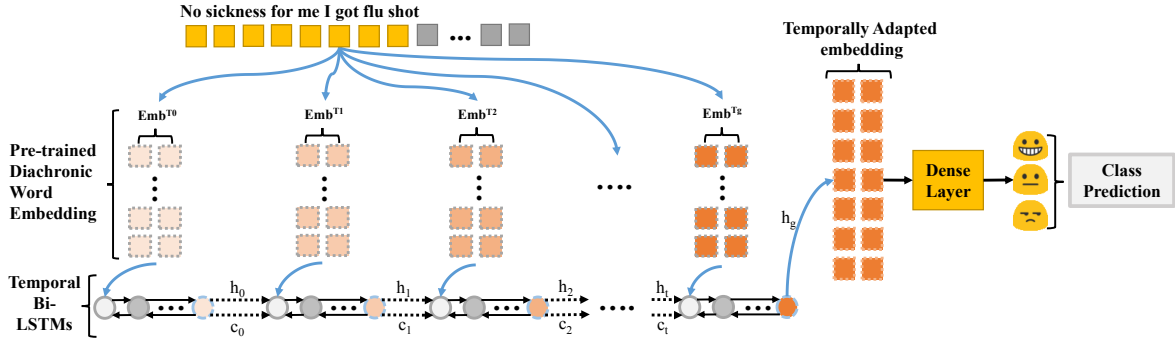 No sickness for me I got flu shot
Temporally Adapted
embedding
Emb^T0
Emb^T1
Emb^T2
Emb^Tg
Pre-trained
Diachronic
Word
Embedding
Dense
Layer
Class
Prediction
h_g
Temporal
Bi-
LSTMs
h_0
h_1
h_2
h_t
c_0
c_1
c_2
c_t